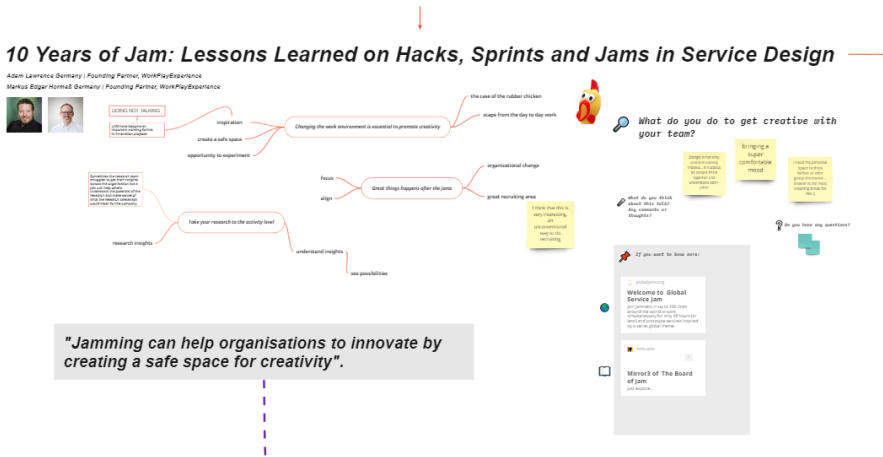 10 Years of Jam: Lessons Learned on Hacks, Sprints and Jams in Service Design
Adam Lawrence Germany | Founding Partner, WorkPlayExperience
Markus Edgar Hormeß Germany | Founding Partner, WorkPlayExperience
DOING NOT TALKING
inspiration
create a safe space
opportunity to experiment
Changing the work environment is essential to promote creativity
the case of the rubber chicken
scape from the day to day work
focus
align
Great things happens after the jams
organisational change
great recruiting area
I think that this is
very interesting,
an
unconventional
way to do
recruiting
Take your research to the activity level
research insights
understand insights
see possibilities
"Jamming can help organisations to innovate by
creating a safe space for creativity".
What do you do to get creative with
your team?
bringing a
super
comfortable
mood
What do you think
about this talk?
Any comments or
thoughts?
Do you have any questions?
If you want to know more:
globaljams.org
Welcome to Global
Service Jam
Mirror3 of The Board
of Jam
Just explore...